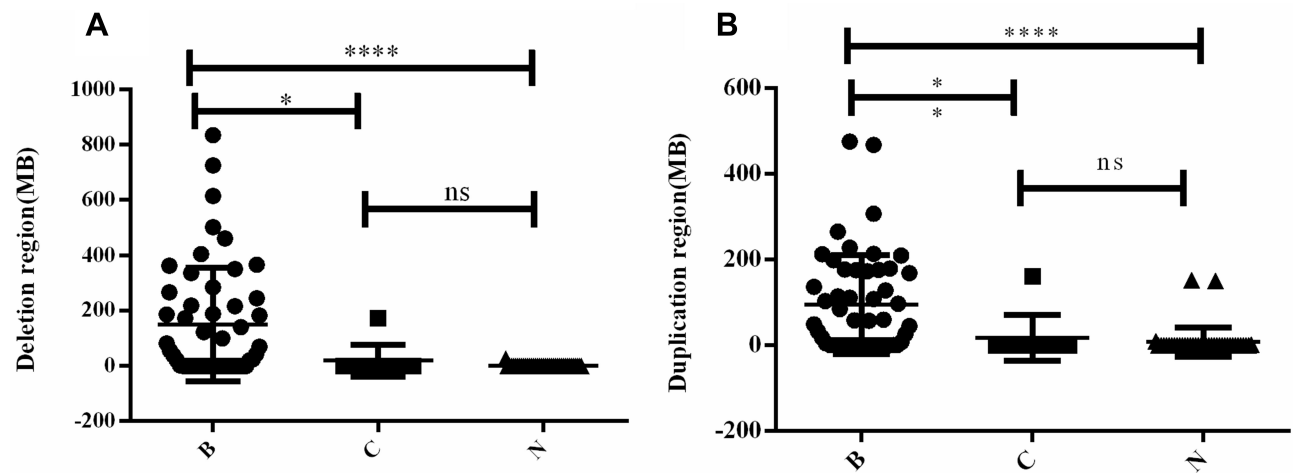 A
****
*
ns
Deletion region(MB)
1000
800
600
400
200
0
-200
B
C
N
B
****
*
*
ns
Duplication region(MB)
600
400
200
0
-200
B
C
N